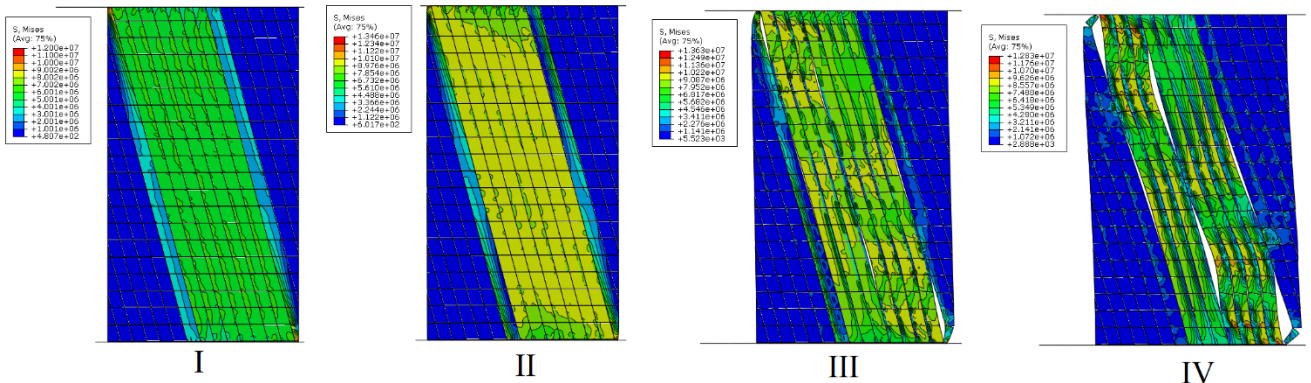 S, Mises
(Avg: 75%)
+1.200e+07
+1.100e+07
+1.000e+07
+9.002e+06
+8.002e+06
+7.002e+06
+6.001e+06
+5.001e+06
+4.001e+06
+3.001e+06
+2.001e+06
+1.001e+06
+4.807e+02
I
S, Mises
(Avg: 75%)
+1.346e+07
+1.234e+07
+1.122e+07
+1.010e+07
+8.976e+06
+7.854e+06
+6.732e+06
+5.610e+06
+4.488e+06
+3.366e+06
+2.244e+06
+1.122e+06
+6.017e+02
II
S, Mises
(Avg: 75%)
+1.363e+07
+1.249e+07
+1.136e+07
+1.022e+07
+9.087e+06
+7.952e+06
+6.817e+06
+5.682e+06
+4.546e+06
+3.411e+06
+2.276e+06
+1.141e+06
+5.523e+03
III
S, Mises
(Avg: 75%)
+1.283e+07
+1.176e+07
+1.070e+07
+9.626e+06
+8.557e+06
+7.488e+06
+6.418e+06
+5.349e+06
+4.280e+06
+3.211e+06
+2.141e+06
+1.072e+06
+2.888e+03
IV